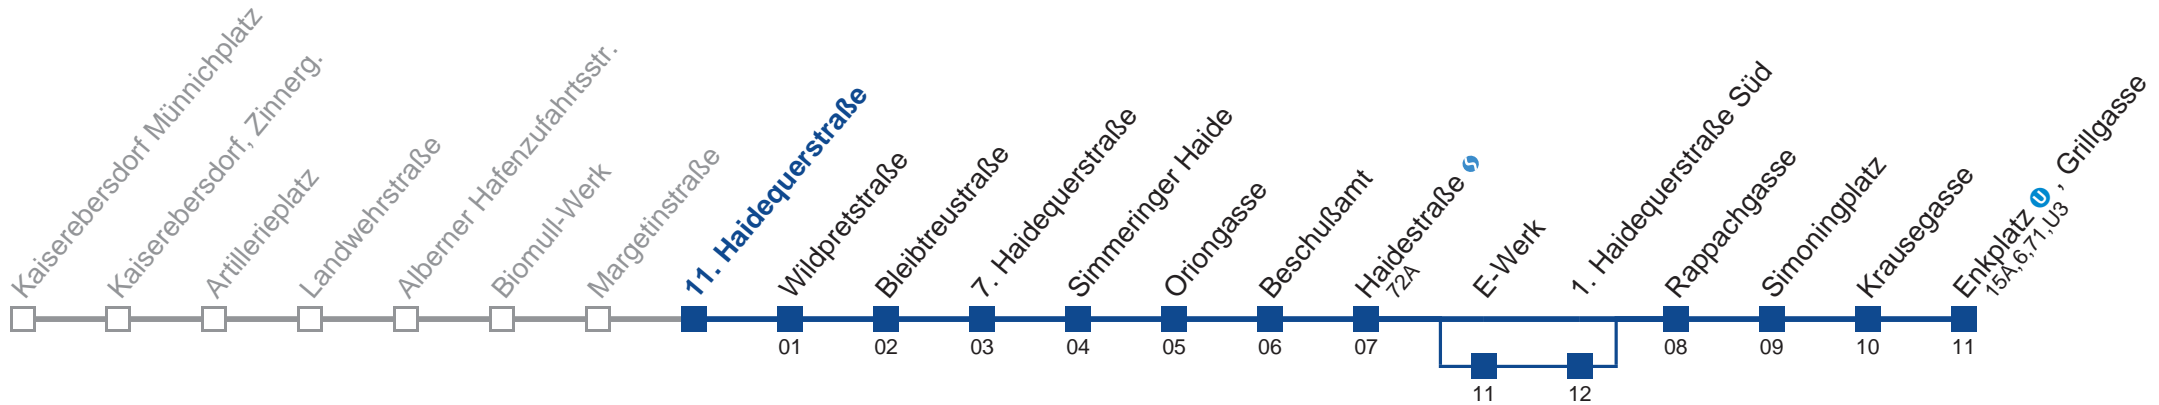 Kaiserebersdorf Münnichplatz
Kaiserebersdorf, Zinnerg.
Artillerieplatz
Landwehrstraße
Alberner Hafenzufahrtsstr.
Biomull-Werk
Margetinstraße
11. Haidequerstraße
Wildpretstraße
01
Bleibtreustraße
02
7. Haidequerstraße
03
Simmeringer Haide
04
Oriongasse
05
Beschußamt
06
Haidestraße S
72A
07
E-Werk
11
1. Haidequerstraße Süd
12
Rappachgasse
08
Simoningplatz
09
Krausegasse
10
Enkplatz U , Grillgasse
15A,6,71,U3
11